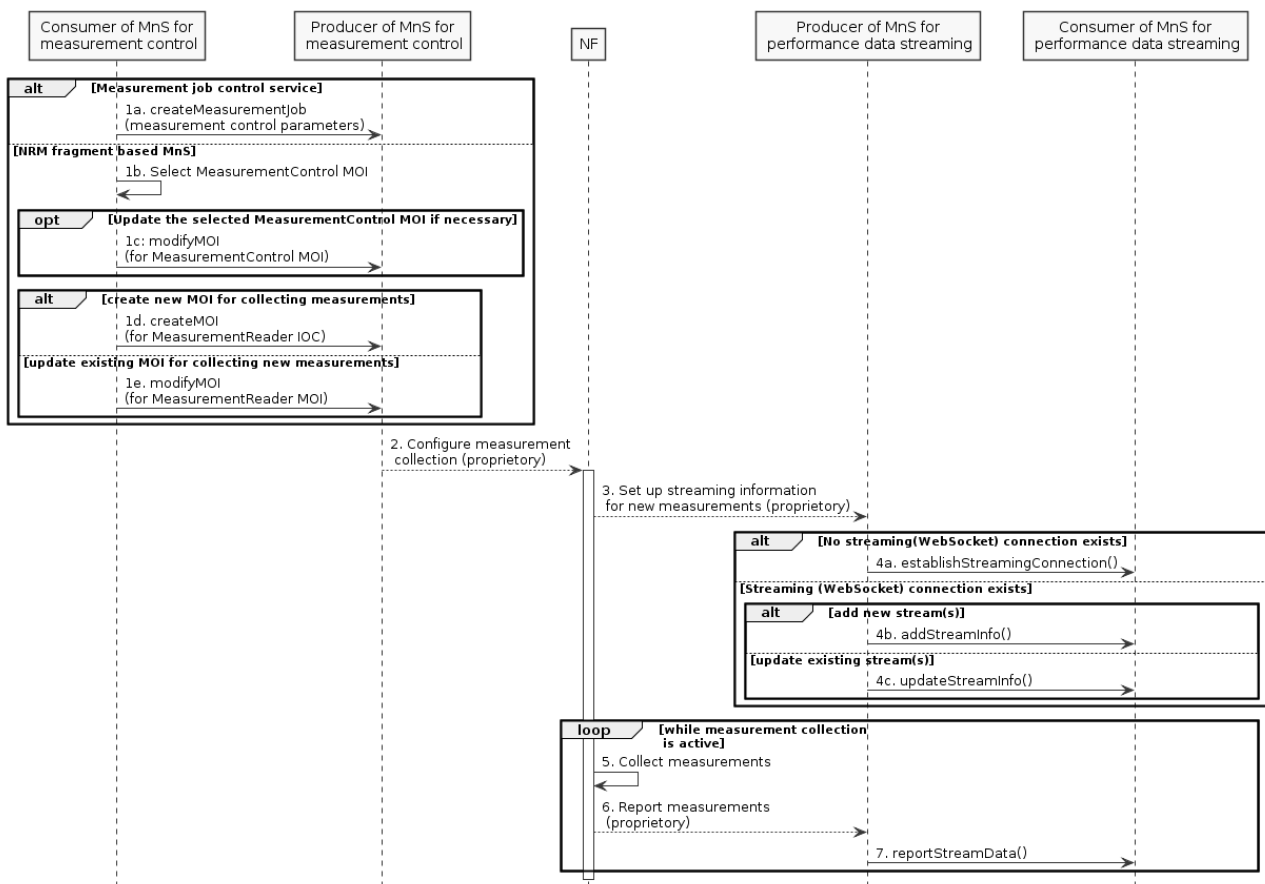 Consumer of MnS for
measurement control
Producer of MnS for
measurement control
NF
Producer of MnS for
performance data streaming
Consumer of MnS for
performance data streaming
alt
[Measurement job control service]
1a. createMeasurementJob
(measurement control parameters)
[NRM fragment based MnS]
1b. Select MeasurementControl MOI
opt
[Update the selected MeasurementControl MOI if necessary]
1c: modifyMOI
(for MeasurementControl MOI)
alt
[create new MOI for collecting measurements]
1d. createMOI
(for MeasurementReader IOC)
[update existing MOI for collecting new measurements]
1e. modifyMOI
(for MeasurementReader MOI)
2. Configure measurement
collection (proprietory)
3. Set up streaming information
for new measurements (proprietory)
alt
[No streaming(WebSocket) connection exists]
4a. establishStreamingConnection()
[Streaming (WebSocket) connection exists]
alt
[add new stream(s)]
4b. addStreamInfo()
[update existing stream(s)]
4c. updateStreamInfo()
loop
[while measurement collection
is active]
5. Collect measurements
6. Report measurements
(proprietory)
7. reportStreamData()